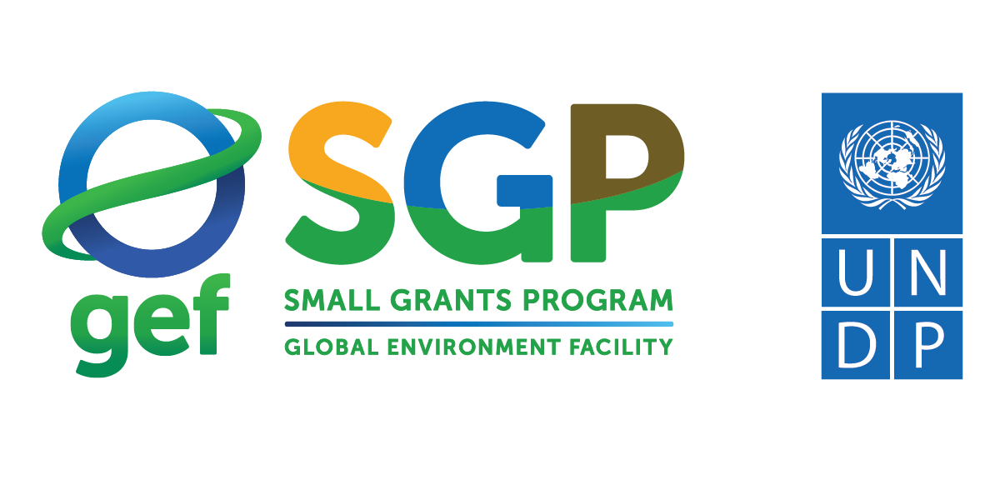 gef
SGP
SMALL GRANTS PROGRAM
GLOBAL ENVIRONMENT FACILITY
U N
D P